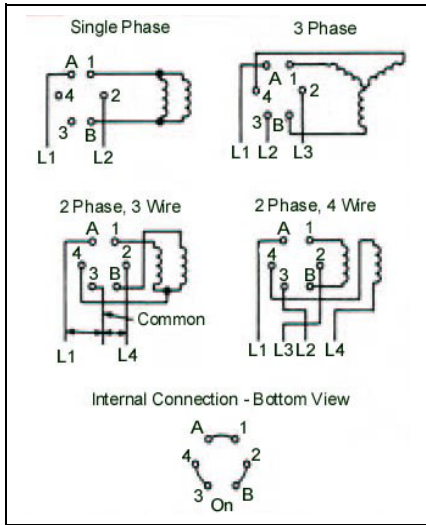 Single Phase
A 1
4 2
3 B
L1 L2
3 Phase
A 1
4 2
3 B
L1 L2 L3
2 Phase, 3 Wire
A 1
4 2
3 B
Common
L1 L4
2 Phase, 4 Wire
A 1
4 2
3 B
L1 L3 L2 L4
Internal Connection - Bottom View
A 1
4 2
3 B
On